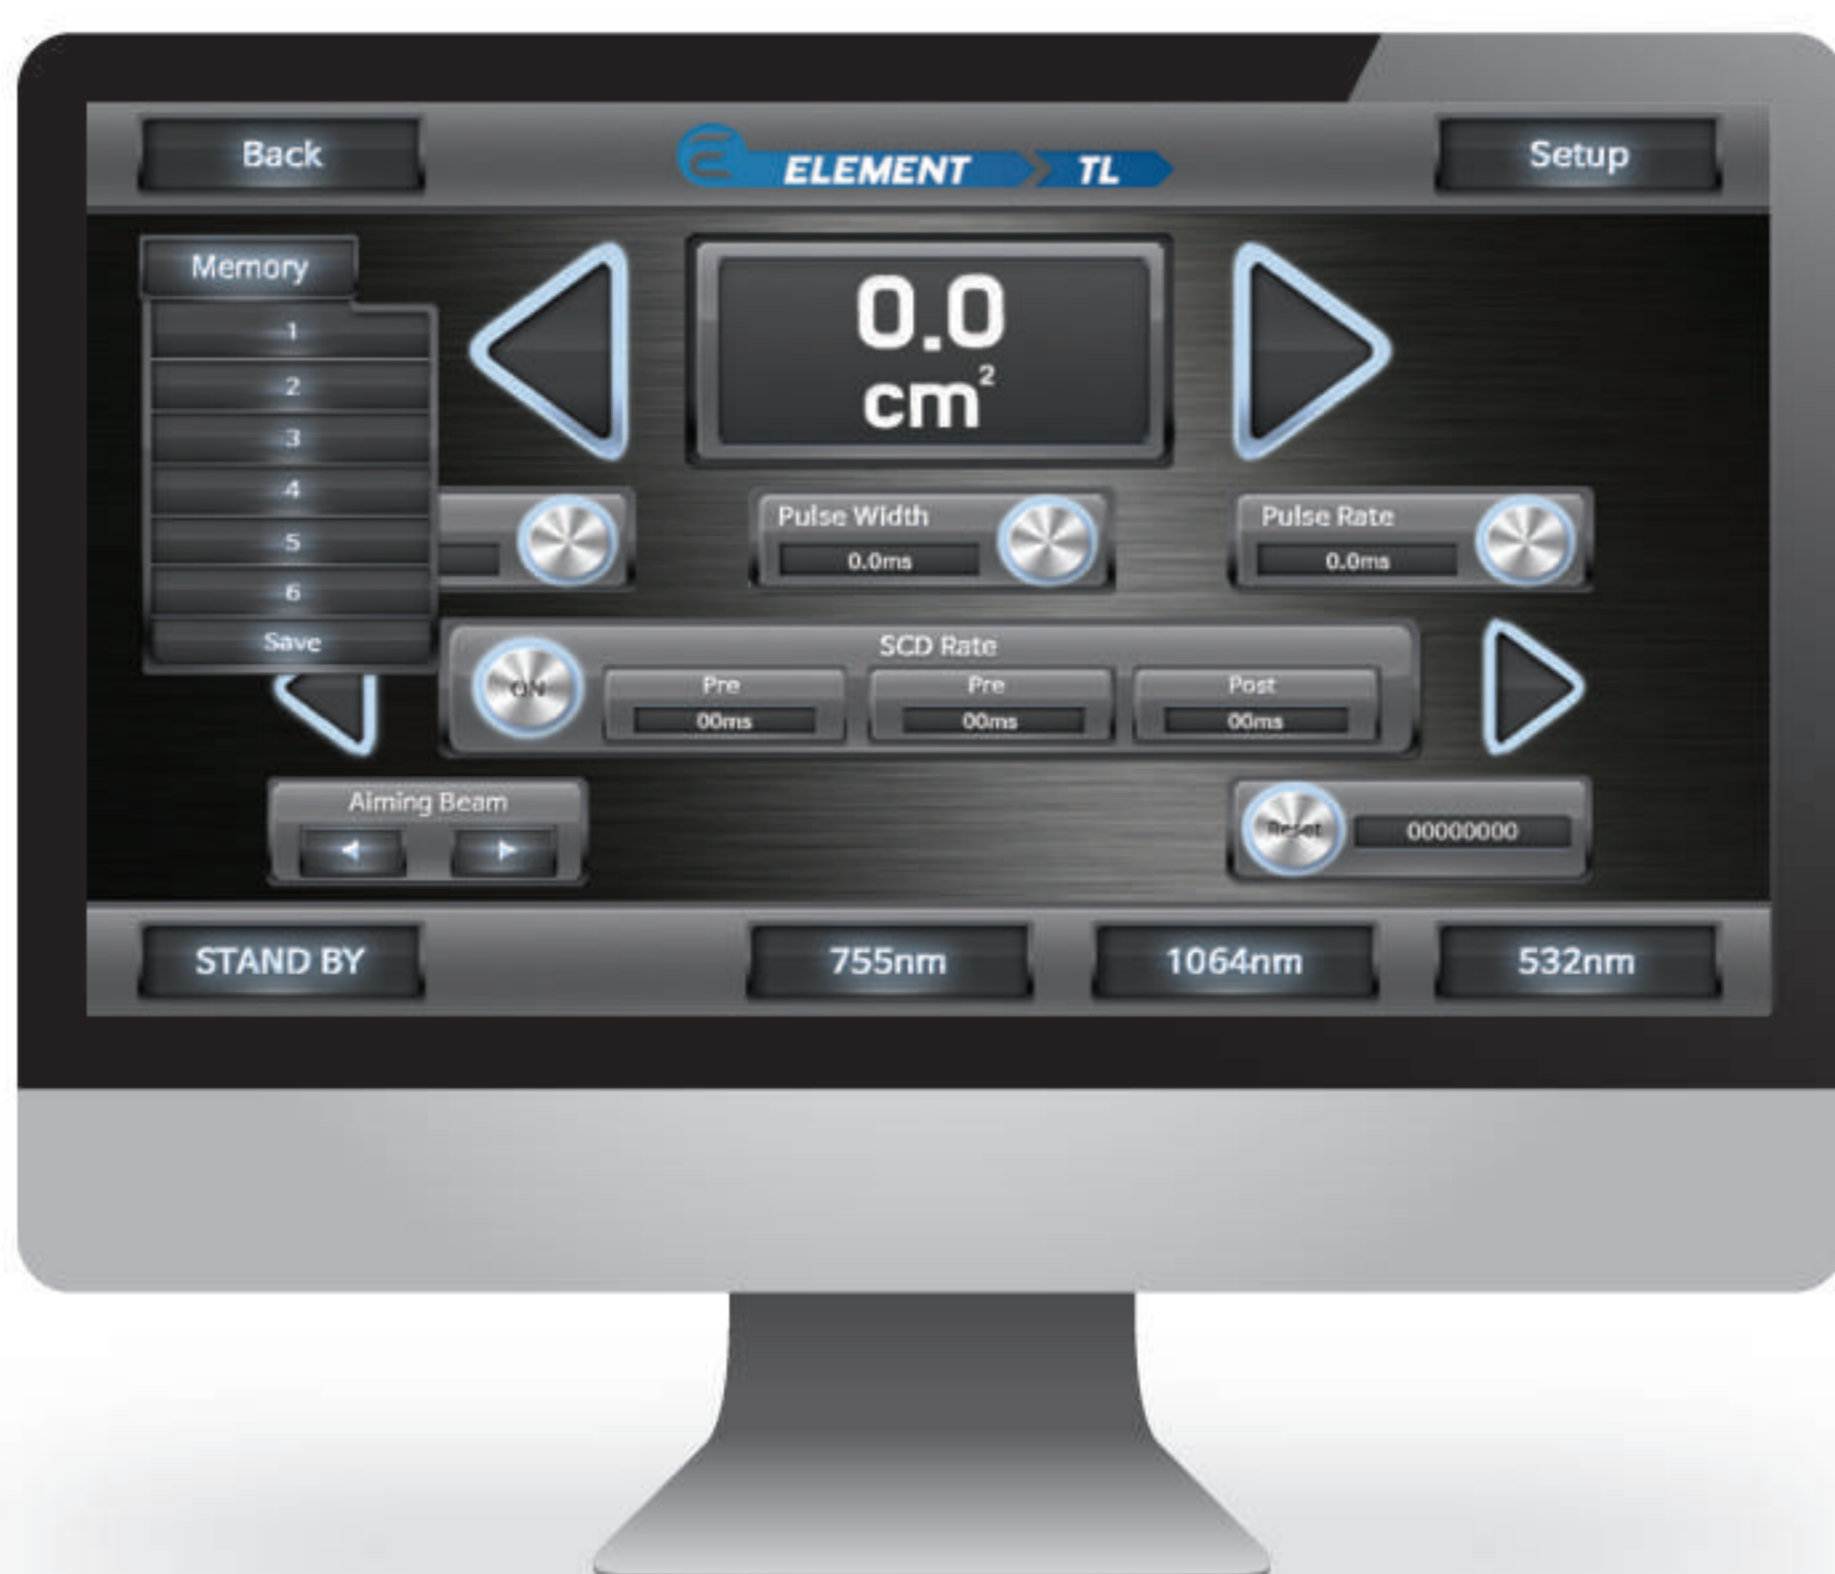 Back
ELEMENT TL
Setup
Memory
1
2
3
4
5
6
Save
0.0
cm²
Pulse Width
0.0ms
Pulse Rate
0.0ms
SCD Rate
ON
Pre
00ms
Pre
00ms
Post
00ms
Aiming Beam
Reset
00000000
STAND BY
755nm
1064nm
532nm